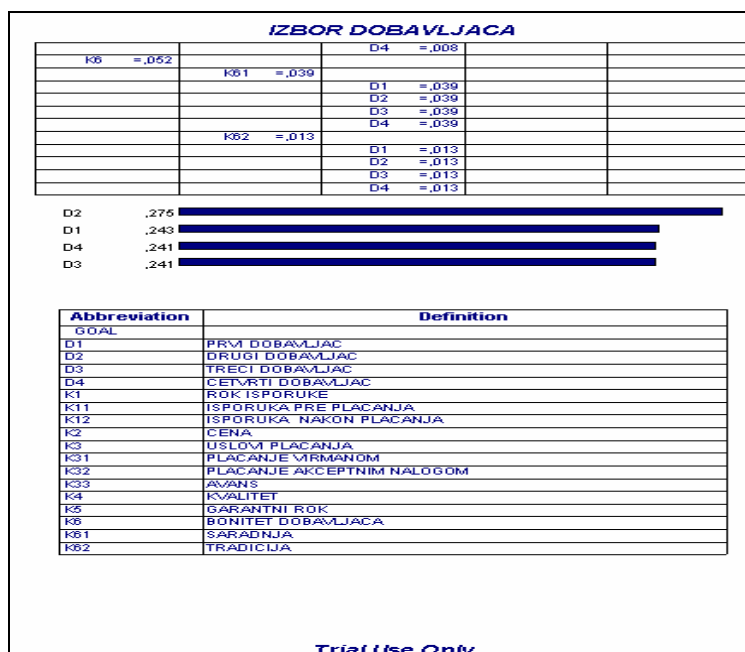 IZBOR DOBAVLJACA
D4 =,008
K6 =,052
K61 =,039
D1 =,039
D2 =,039
D3 =,039
D4 =,039
K62 =,013
D1 =,013
D2 =,013
D3 =,013
D4 =,013
D2 ,275
D1 ,243
D4 ,241
D3 ,241
Abbreviation Definition
GOAL
D1 PRVI DOBAVLJAC
D2 DRUGI DOBAVLJAC
D3 TRECI DOBAVLJAC
D4 CETVRTI DOBAVLJAC
K1 ROK ISPORUKE
K11 ISPORUKA PRE PLACANJA
K12 ISPORUKA NAKON PLACANJA
K2 CENA
K3 USLOVI PLACANJA
K31 PLACANJE VIRMANOM
K32 PLACANJE AKCEPTNIM NALOGOM
K33 AVANS
K4 KVALITET
K5 GARANTNI ROK
K6 BONITET DOBAVLJACA
K61 SARADNJA
K62 TRADICIJA
Trial Use Only